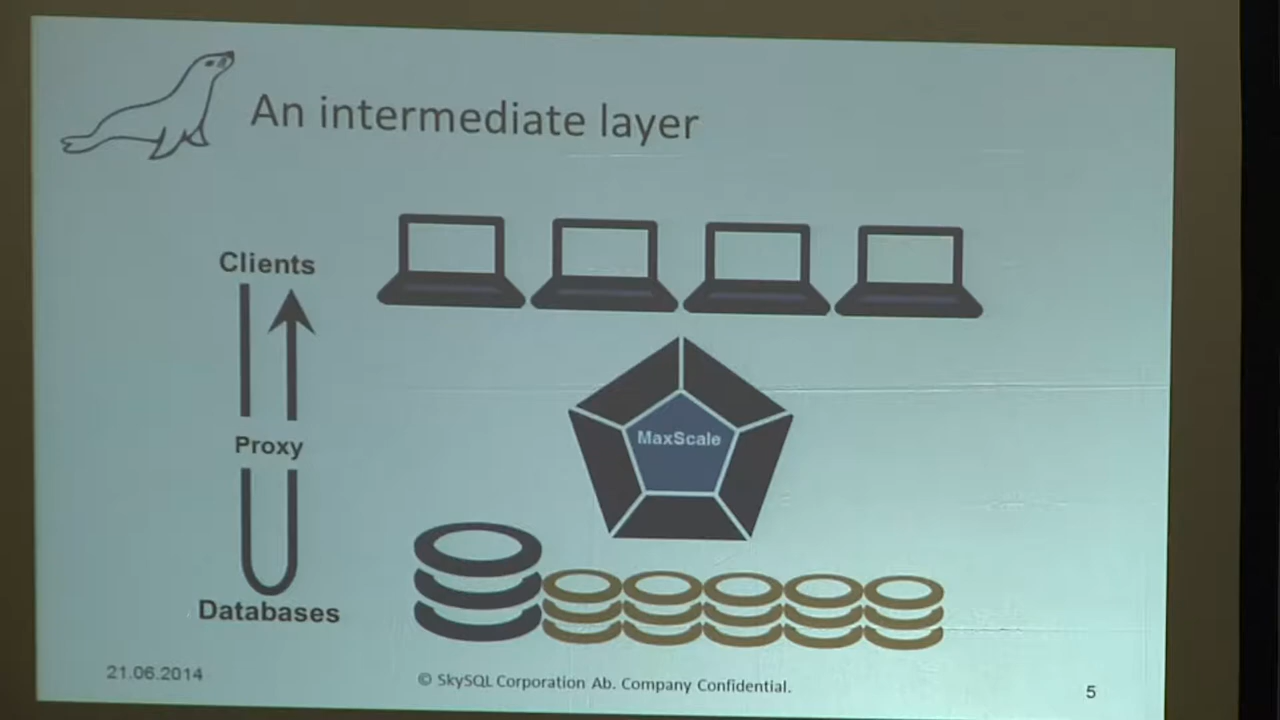 An intermediate layer
Clients
Proxy
MaxScale
Databases
21.06.2014
© SkySQL Corporation Ab. Company Confidential.
5